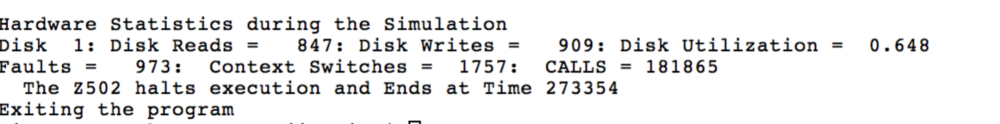 Hardware Statistics during the Simulation
Disk  1: Disk Reads =   847: Disk Writes =   909: Disk Utilization =  0.648
Faults =   973:  Context Switches =  1757:  CALLS = 181865
  The Z502 halts execution and Ends at Time 273354
Exiting the program